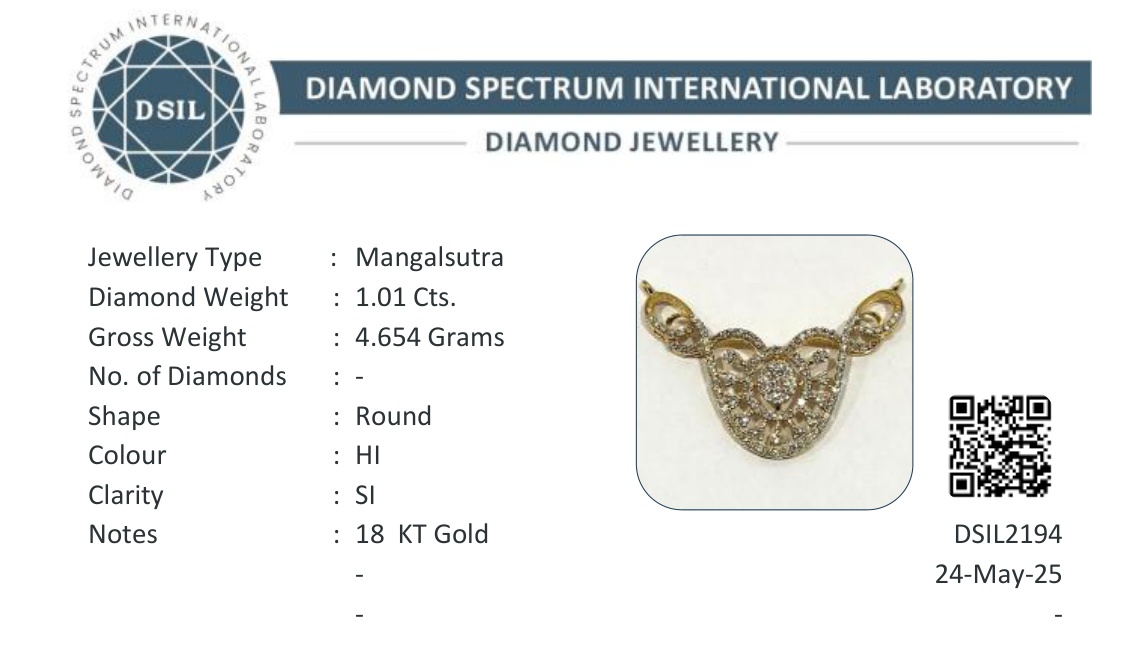 DIAMOND SPECTRUM INTERNATIONAL LABORATORY
DSIL
DIAMOND SPECTRUM INTERNATIONAL LABORATORY
DIAMOND JEWELLERY
Jewellery Type : Mangalsutra
Diamond Weight : 1.01 Cts.
Gross Weight : 4.654 Grams
No. of Diamonds : -
Shape : Round
Colour : HI
Clarity : SI
Notes : 18 KT Gold
-
-
DSIL2194
24-May-25
-